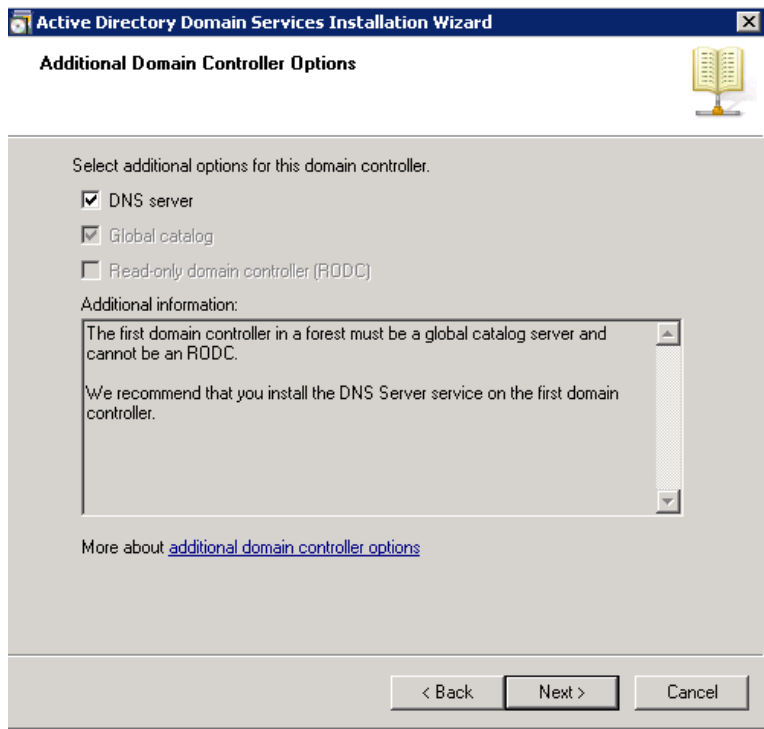 Active Directory Domain Services Installation Wizard
Additional Domain Controller Options
Select additional options for this domain controller.
DNS server
Global catalog
Read-only domain controller (RODC)
Additional information:
The first domain controller in a forest must be a global catalog server and
cannot be an RODC.
We recommend that you install the DNS Server service on the first domain
controller.
More about additional domain controller options
< Back
Next >
Cancel